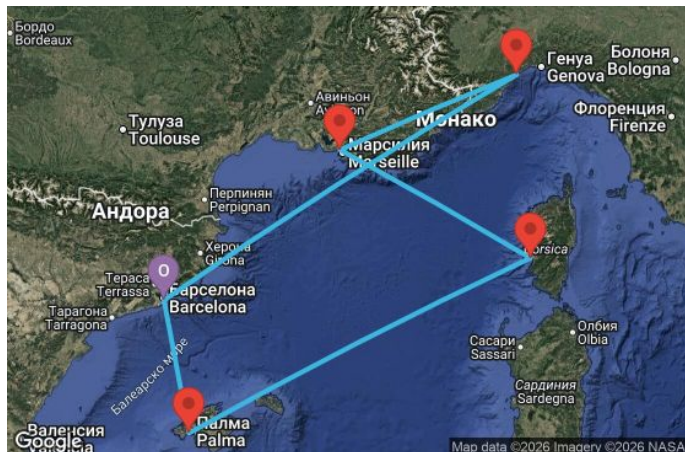 Бордо
Bordeaux
Генуа
Genova
Болоня
Bologna
Авиньон
Тулуза
Toulouse
Монако
Флоренция
Firenze
Марсилия
Marseille
Перпинян
Perpignan
Андора
Херона
Girona
Corsica
Тераса
Terrassa
O
Барселона
Barcelona
Тарагона
Tarragona
Олбия
Olbia
Сасари
Sassari
Балеарско море
Сардиния
Sardegna
Палма
Palma
Валенсия
Google
Map data ©2026 Imagery ©2026 NASA